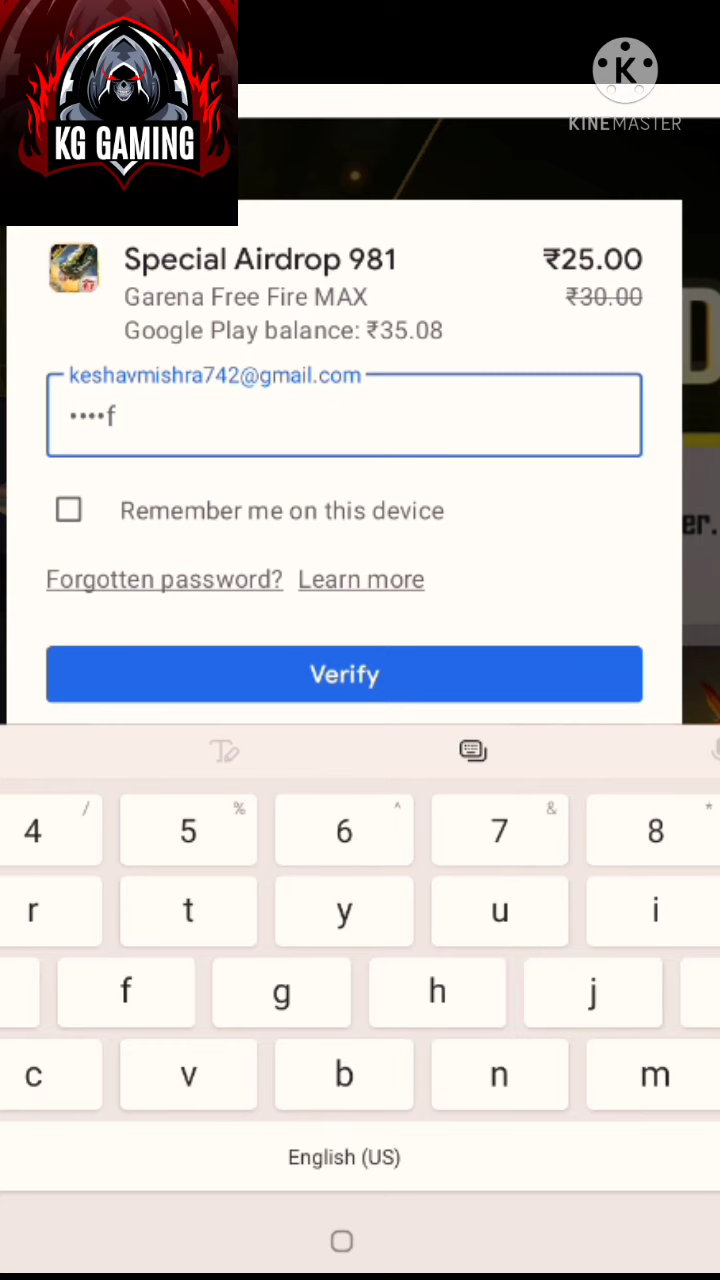 KG GAMING
K
KINEMASTER
Special Airdrop 981 ₹25.00
Garena Free Fire MAX ₹30.00
Google Play balance: ₹35.08
keshavmishra742@gmail.com
••••f
er.
Remember me on this device
Forgotten password? Learn more
Verify
4 / 5 % 6 ^ 7 & 8 *
r t y u i
f g h j
c v b n m
English (US)